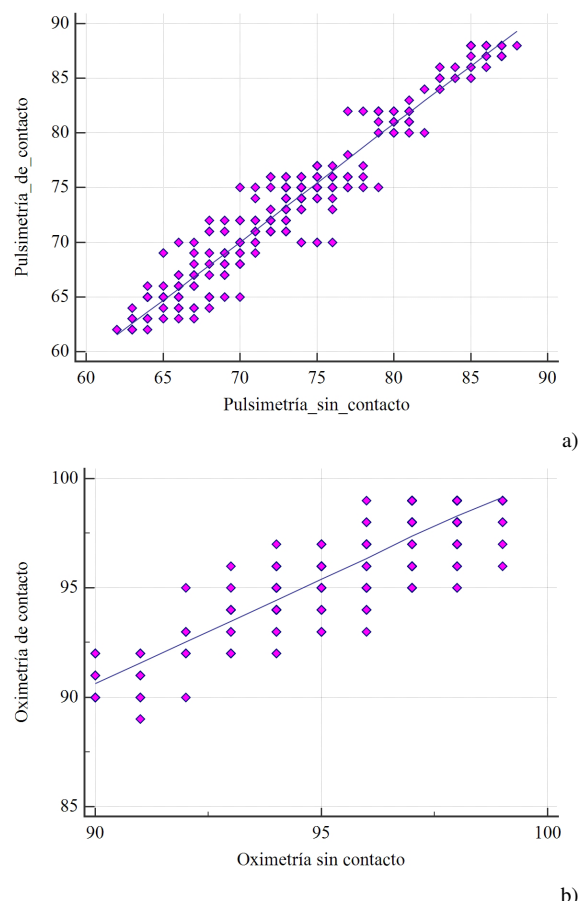 90
85
80
75
70
65
60
Pulsimetría_de_contacto
60 65 70 75 80 85 90
Pulsimetría_sin_contacto
a)
100
95
90
85
Oximetría de contacto
90 95 100
Oximetría sin contacto
b)